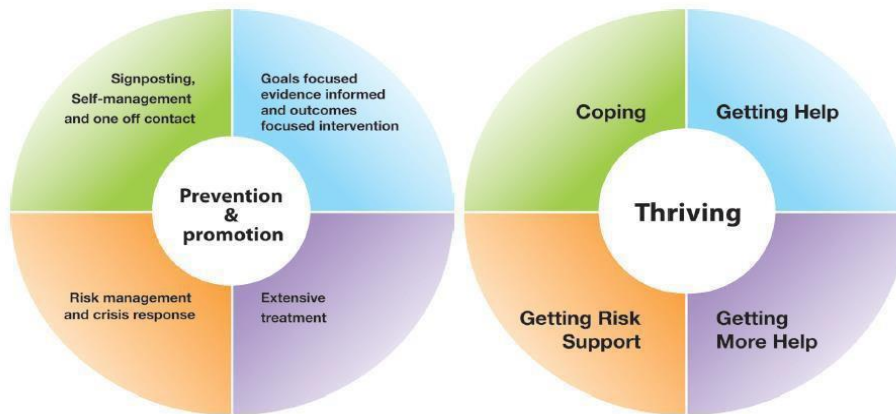 Signposting,
Self-management
and one off contact
Goals focused
evidence informed
and outcomes
focused intervention
Prevention
&
promotion
Risk management
and crisis response
Extensive
treatment
Coping
Getting Help
Thriving
Getting Risk
Support
Getting
More Help